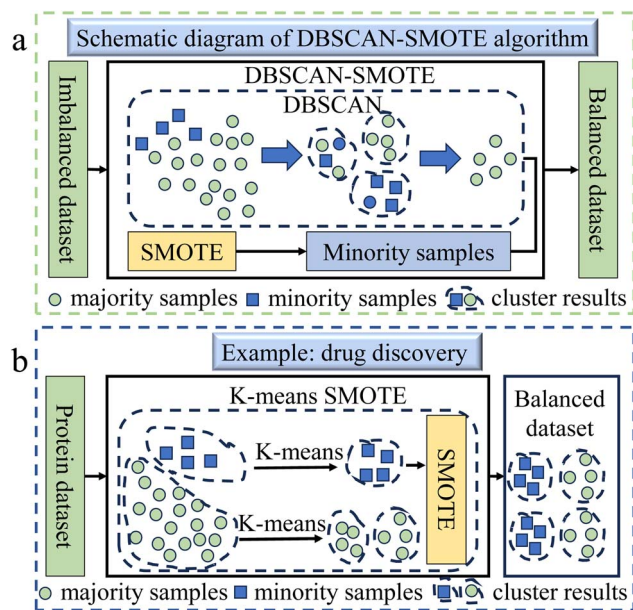 a
Schematic diagram of DBSCAN-SMOTE algorithm
Imbalanced dataset
DBSCAN-SMOTE
DBSCAN
SMOTE
Minority samples
Balanced dataset
majority samples
minority samples
cluster results
b
Example: drug discovery
Protein dataset
K-means SMOTE
K-means
K-means
SMOTE
Balanced
dataset
majority samples
minority samples
cluster results